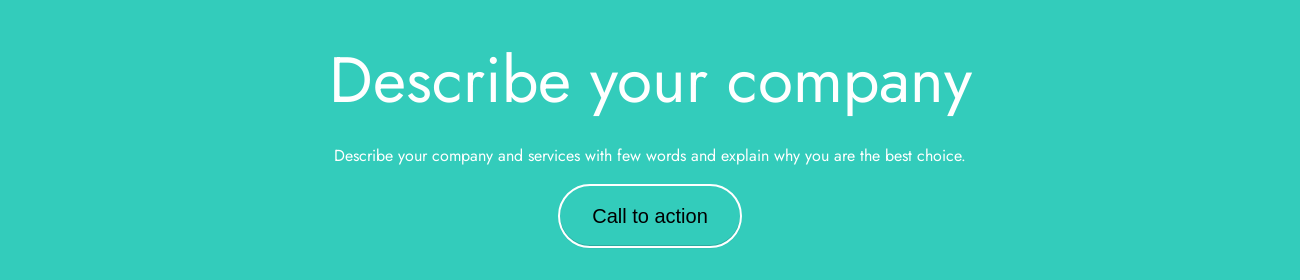 Describe your company
Describe your company and services with few words and explain why you are the best choice.
Call to action